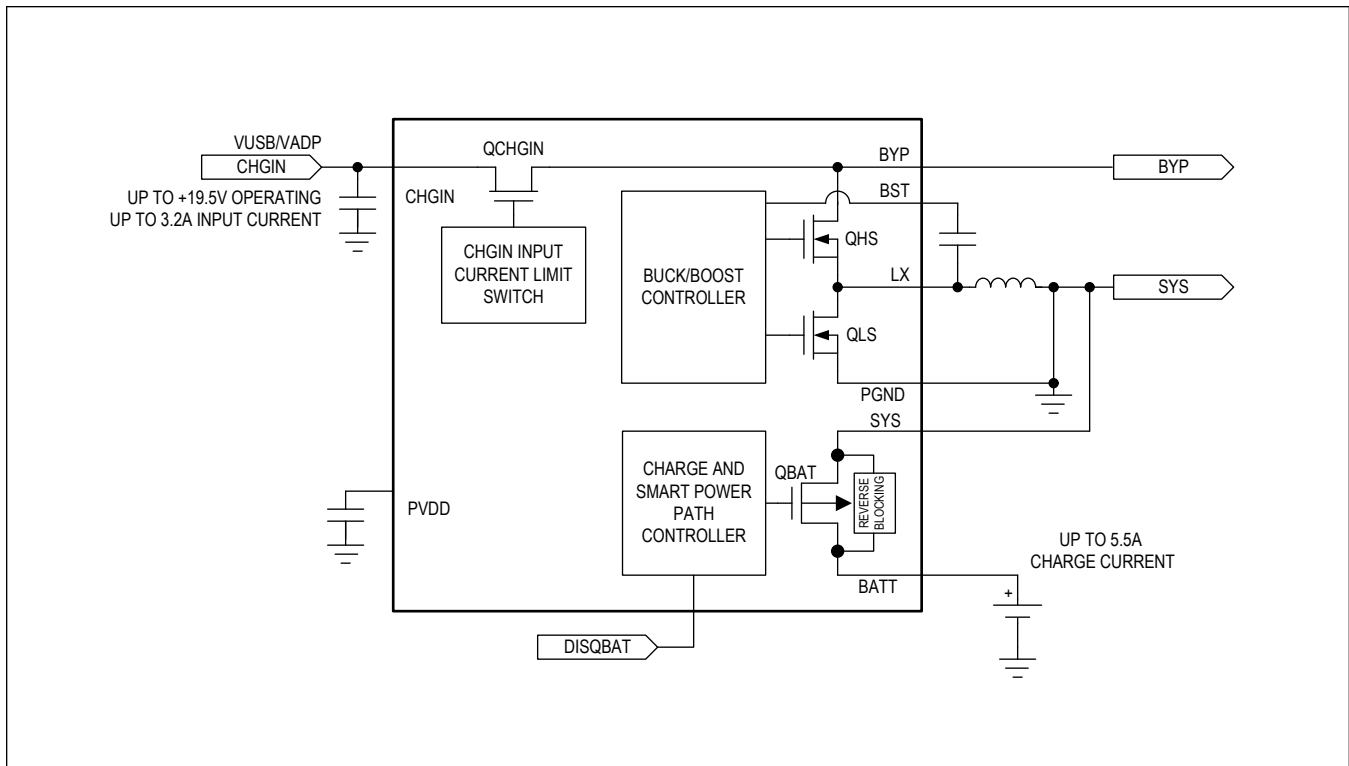 VUSB/VADP
CHGIN
UP TO +19.5V OPERATING
UP TO 3.2A INPUT CURRENT
QCHGIN
CHGIN
CHGIN INPUT
CURRENT LIMIT
SWITCH
BYP
BYP
BST
BUCK/BOOST
CONTROLLER
QHS
LX
SYS
QLS
PGND
SYS
CHARGE AND
SMART POWER
PATH
CONTROLLER
QBAT
REVERSE
BLOCKING
PVDD
BATT
UP TO 5.5A
CHARGE CURRENT
+
DISQBAT